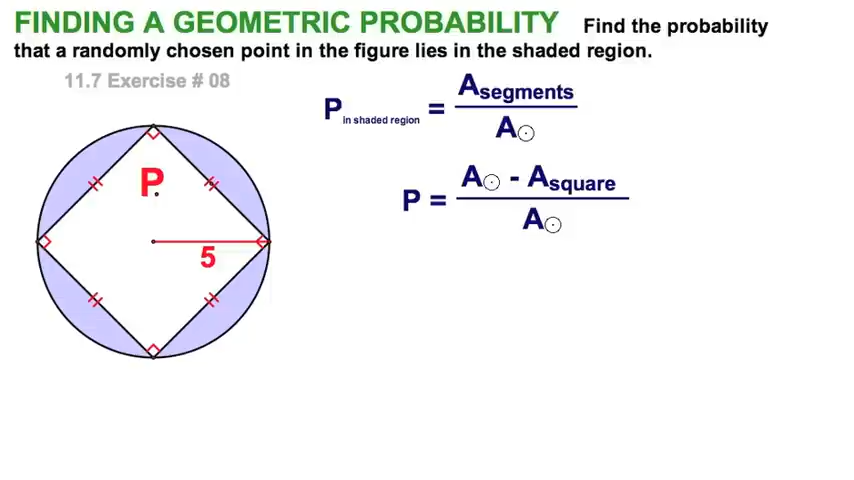 FINDING A GEOMETRIC PROBABILITY Find the probability
that a randomly chosen point in the figure lies in the shaded region.
11.7 Exercise # 08
P in shaded region = A segments / A⊙
P = A⊙ - A square / A⊙
P
5